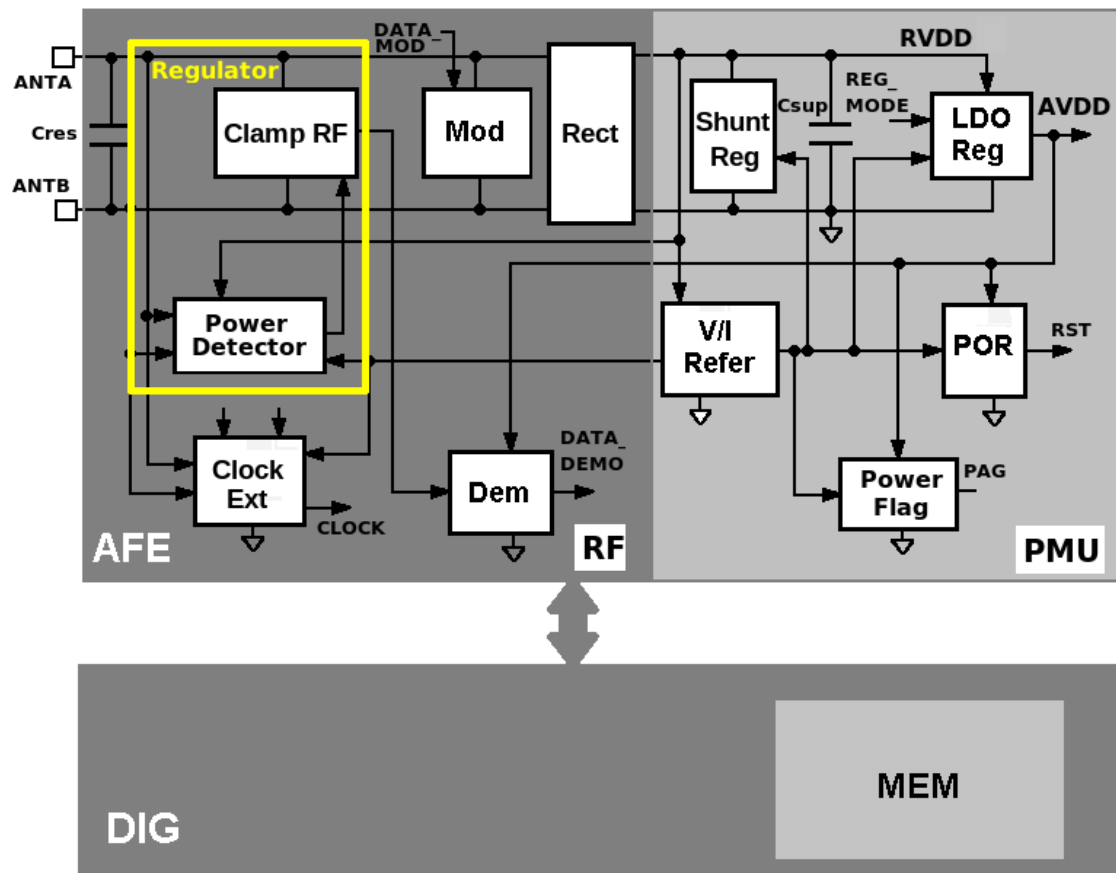 DATA_
MOD
RVDD
ANTA
Regulator
REG_
MODE
AVDD
Cres
Clamp RF
Mod
Rect
Shunt
Reg
Csup
LDO
Reg
ANTB
Power
Detector
V/I
Refer
POR
RST
Clock
Ext
CLOCK
Dem
DATA_
DEMO
Power
Flag
PAG
AFE
RF
PMU
MEM
DIG